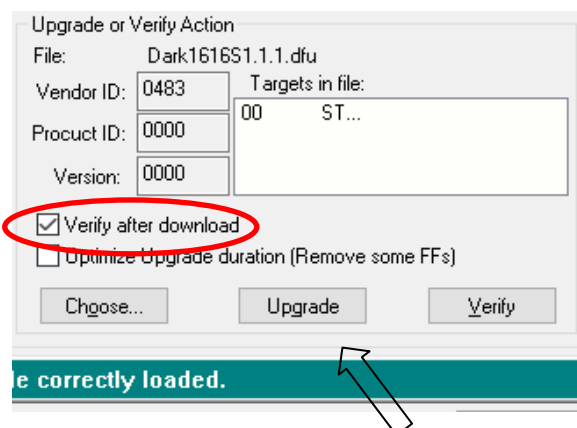 Upgrade or Verify Action
File: Dark1616S1.1.1.dfu
Vendor ID: 0483 Targets in file:
00 ST...
Procuct ID: 0000
Version: 0000
Verify after download
Optimize Upgrade duration (Remove some FFs)
Choose... Upgrade Verify
le correctly loaded.